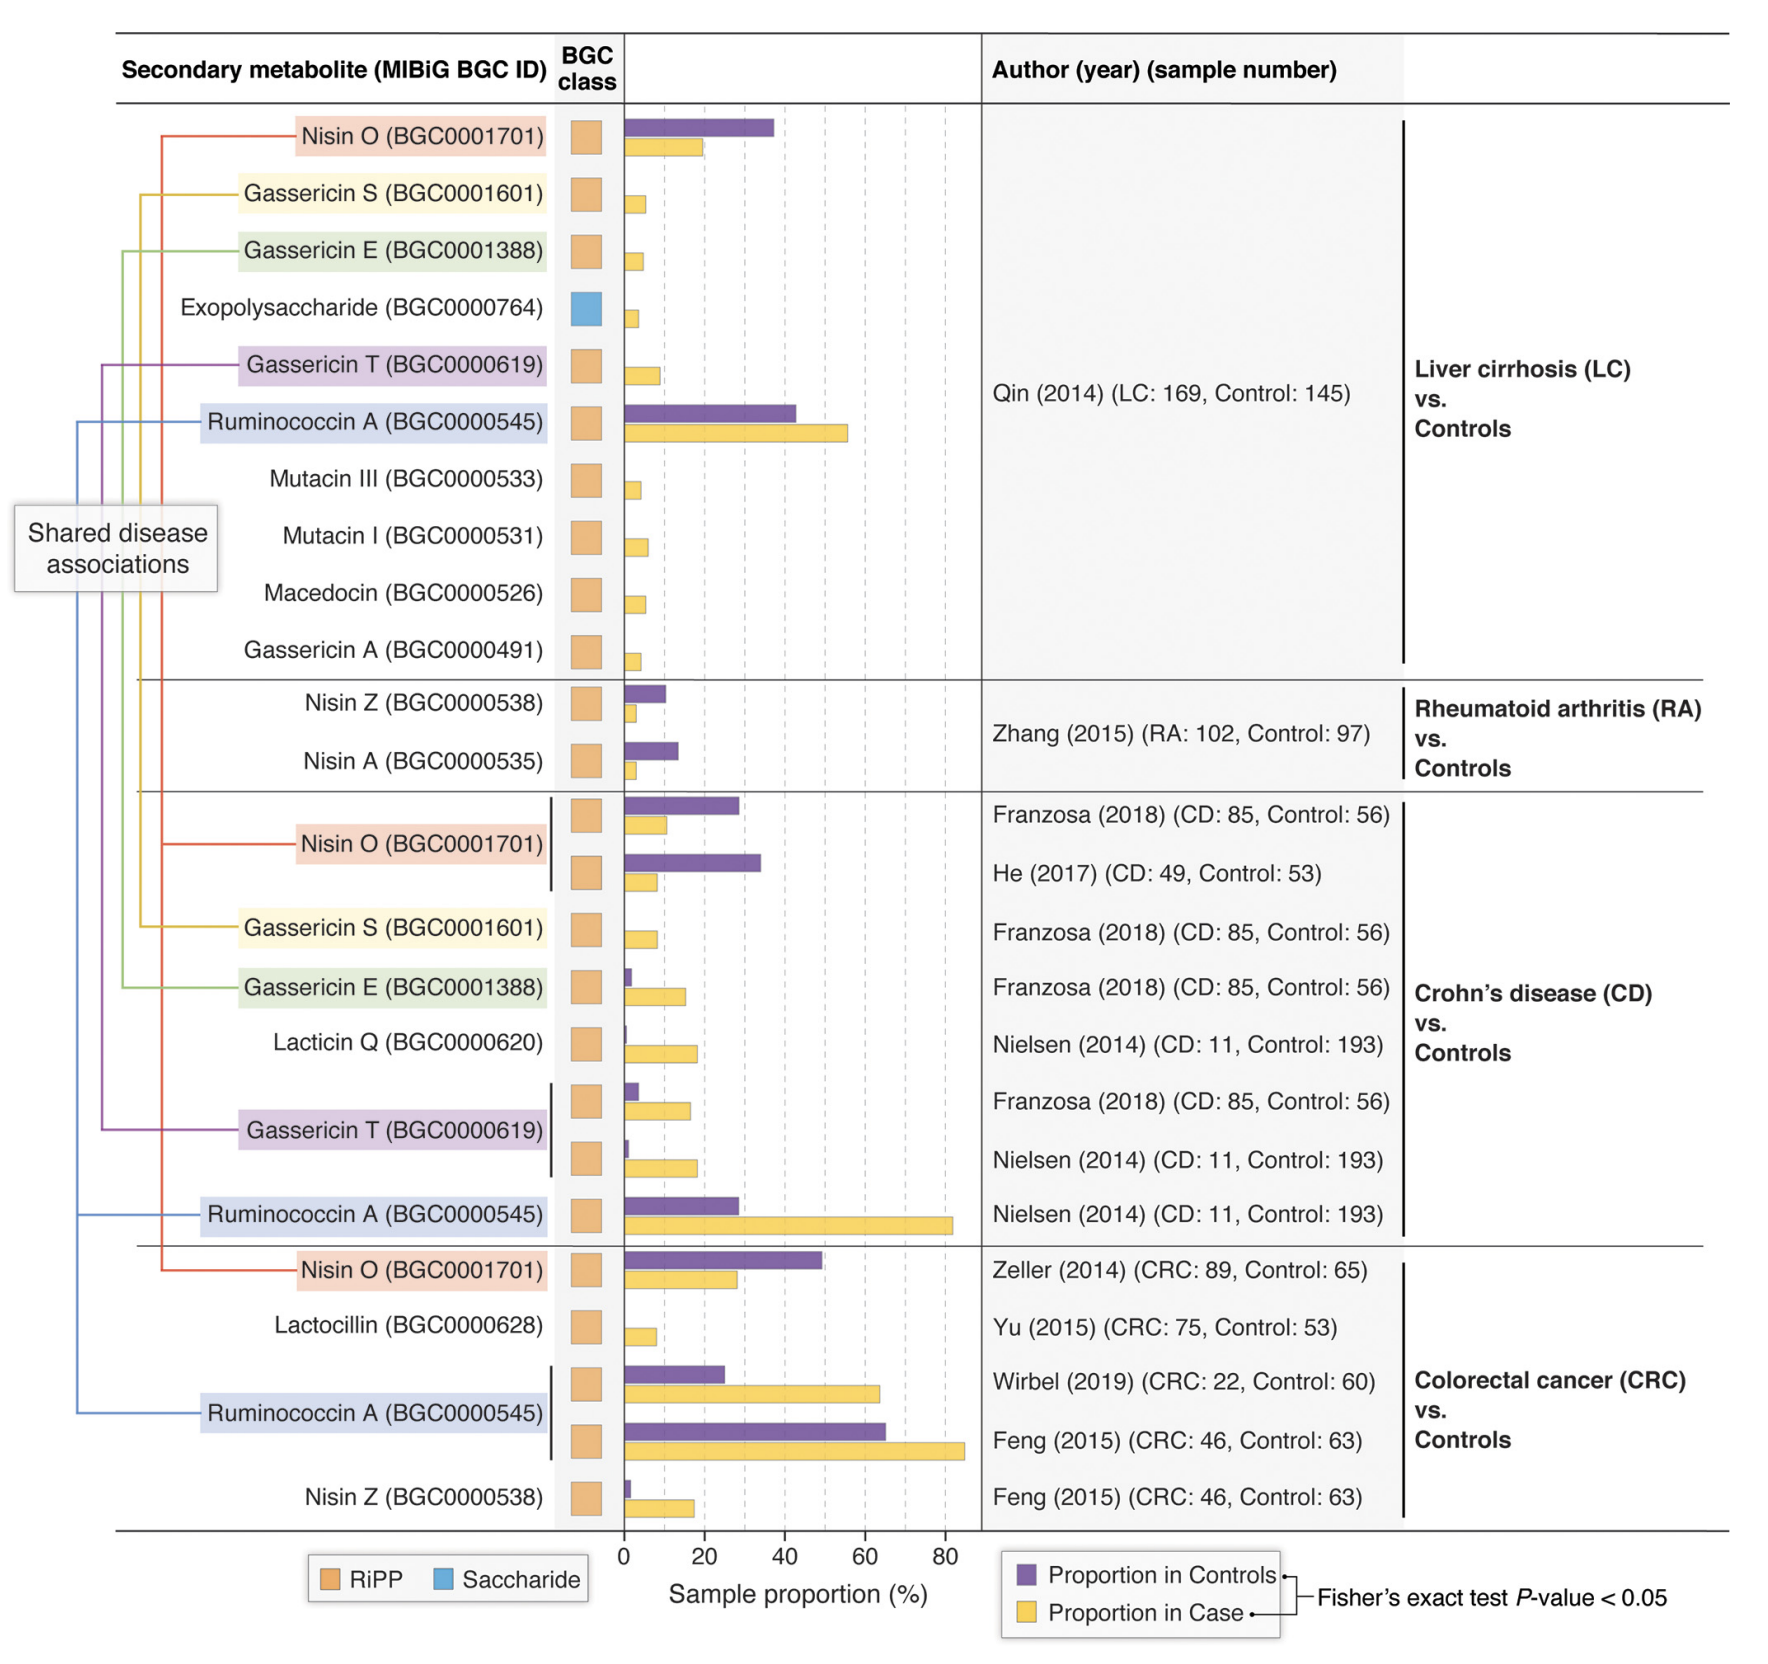 Secondary metabolite (MIBiG BGC ID)
BGC
class
Author (year) (sample number)
Nisin O (BGC0001701)
Gassericin S (BGC0001601)
Gassericin E (BGC0001388)
Exopolysaccharide (BGC0000764)
Gassericin T (BGC0000619)
Ruminococcin A (BGC0000545)
Mutacin III (BGC0000533)
Mutacin I (BGC0000531)
Macedocin (BGC0000526)
Gassericin A (BGC0000491)
Qin (2014) (LC: 169, Control: 145)
Liver cirrhosis (LC)
vs.
Controls
Shared disease
associations
Nisin Z (BGC0000538)
Nisin A (BGC0000535)
Zhang (2015) (RA: 102, Control: 97)
Rheumatoid arthritis (RA)
vs.
Controls
Nisin O (BGC0001701)
Franzosa (2018) (CD: 85, Control: 56)
He (2017) (CD: 49, Control: 53)
Gassericin S (BGC0001601)
Franzosa (2018) (CD: 85, Control: 56)
Gassericin E (BGC0001388)
Franzosa (2018) (CD: 85, Control: 56)
Lacticin Q (BGC0000620)
Nielsen (2014) (CD: 11, Control: 193)
Gassericin T (BGC0000619)
Franzosa (2018) (CD: 85, Control: 56)
Nielsen (2014) (CD: 11, Control: 193)
Ruminococcin A (BGC0000545)
Nielsen (2014) (CD: 11, Control: 193)
Crohn's disease (CD)
vs.
Controls
Nisin O (BGC0001701)
Zeller (2014) (CRC: 89, Control: 65)
Lactocillin (BGC0000628)
Yu (2015) (CRC: 75, Control: 53)
Ruminococcin A (BGC0000545)
Wirbel (2019) (CRC: 22, Control: 60)
Feng (2015) (CRC: 46, Control: 63)
Nisin Z (BGC0000538)
Feng (2015) (CRC: 46, Control: 63)
Colorectal cancer (CRC)
vs.
Controls
0 20 40 60 80
Sample proportion (%)
RiPP Saccharide
Proportion in Controls
Proportion in Case
Fisher's exact test P-value < 0.05